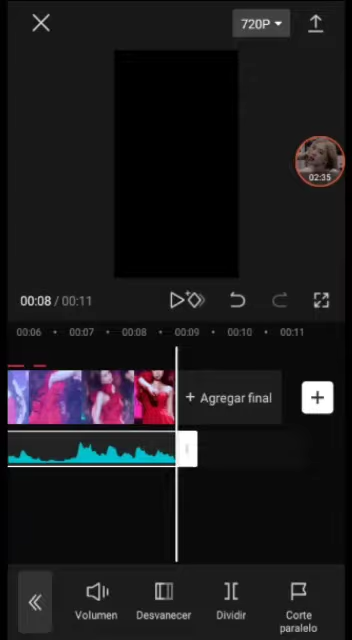 720P
02:35
00:08 / 00:11
00:06 00:07 00:08 00:09 00:10 00:11
+ Agregar final
+
Volumen Desvanecer Dividir Corte
paralelo